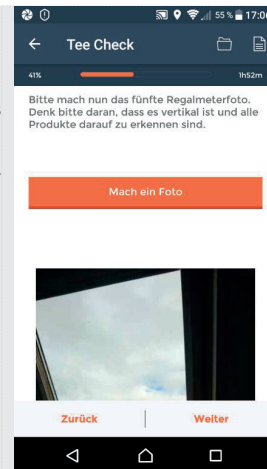 55 % 17:00
Tee Check
41%
1h52m
Bitte mach nun das fünfte Regalmeterfoto.
Denk bitte daran, dass es vertikal ist und alle
Produkte darauf zu erkennen sind.
Mach ein Foto
Zurück
Weiter